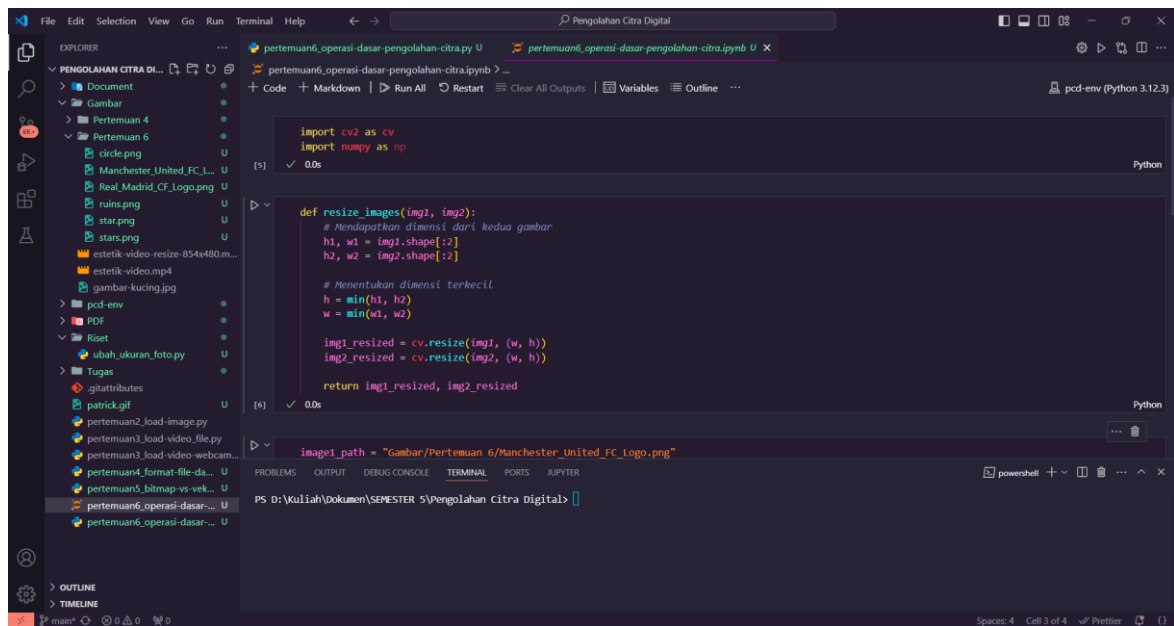 File Edit Selection View Go Run Terminal Help
Pengolahan Citra Digital
EXPLORER
PENGOLAHAN CITRA DI...
Document
Gambar
Pertemuan 4
Pertemuan 6
circle.png U
Manchester_United_FC_L... U
Real_Madrid_CF_Logo.png U
ruins.png U
star.png U
stars.png U
estetik-video-resize-854x480.m...
estetik-video.mp4
gambar-kucing.jpg
pcd-env
PDF
Riset
ubah_ukuran_foto.py U
Tugas
.gitattributes
patrick.gif U
pertemuan2_load-image.py
pertemuan3_load-video_file.py
pertemuan3_load-video-webcam...
pertemuan4_format-file-da... U
pertemuan5_bitmap-vs-vek... U
pertemuan6_operasi-dasar-... U
pertemuan6_operasi-dasar-... U
OUTLINE
TIMELINE
pertemuan6_operasi-dasar-pengolahan-citra.py U pertemuan6_operasi-dasar-pengolahan-citra.ipynb U
pertemuan6_operasi-dasar-pengolahan-citra.ipynb > ...
+ Code + Markdown | Run All Restart Clear All Outputs | Variables Outline ... pcd-env (Python 3.12.3)
import cv2 as cv
import numpy as np
[5] 0.0s Python
def resize_images(img1, img2):
# Mendapatkan dimensi dari kedua gambar
h1, w1 = img1.shape[:2]
h2, w2 = img2.shape[:2]
# Menentukan dimensi terkecil
h = min(h1, h2)
w = min(w1, w2)
img1_resized = cv.resize(img1, (w, h))
img2_resized = cv.resize(img2, (w, h))
return img1_resized, img2_resized
[6] 0.0s Python
image1_path = "Gambar/Pertemuan 6/Manchester_United_FC_Logo.png"
PROBLEMS OUTPUT DEBUG CONSOLE TERMINAL PORTS JUPYTER powershell
PS D:\Kuliah\Dokumen\SEMESTER 5\Pengolahan Citra Digital>
main* 0 0 0 Spaces: 4 Cell 3 of 4 Prettier